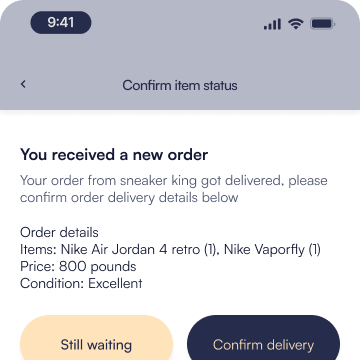 9:41
Confirm item status
You received a new order
Your order from sneaker king got delivered, please
confirm order delivery details below
Order details
Items: Nike Air Jordan 4 retro (1), Nike Vaporfly (1)
Price: 800 pounds
Condition: Excellent
Still waiting
Confirm delivery